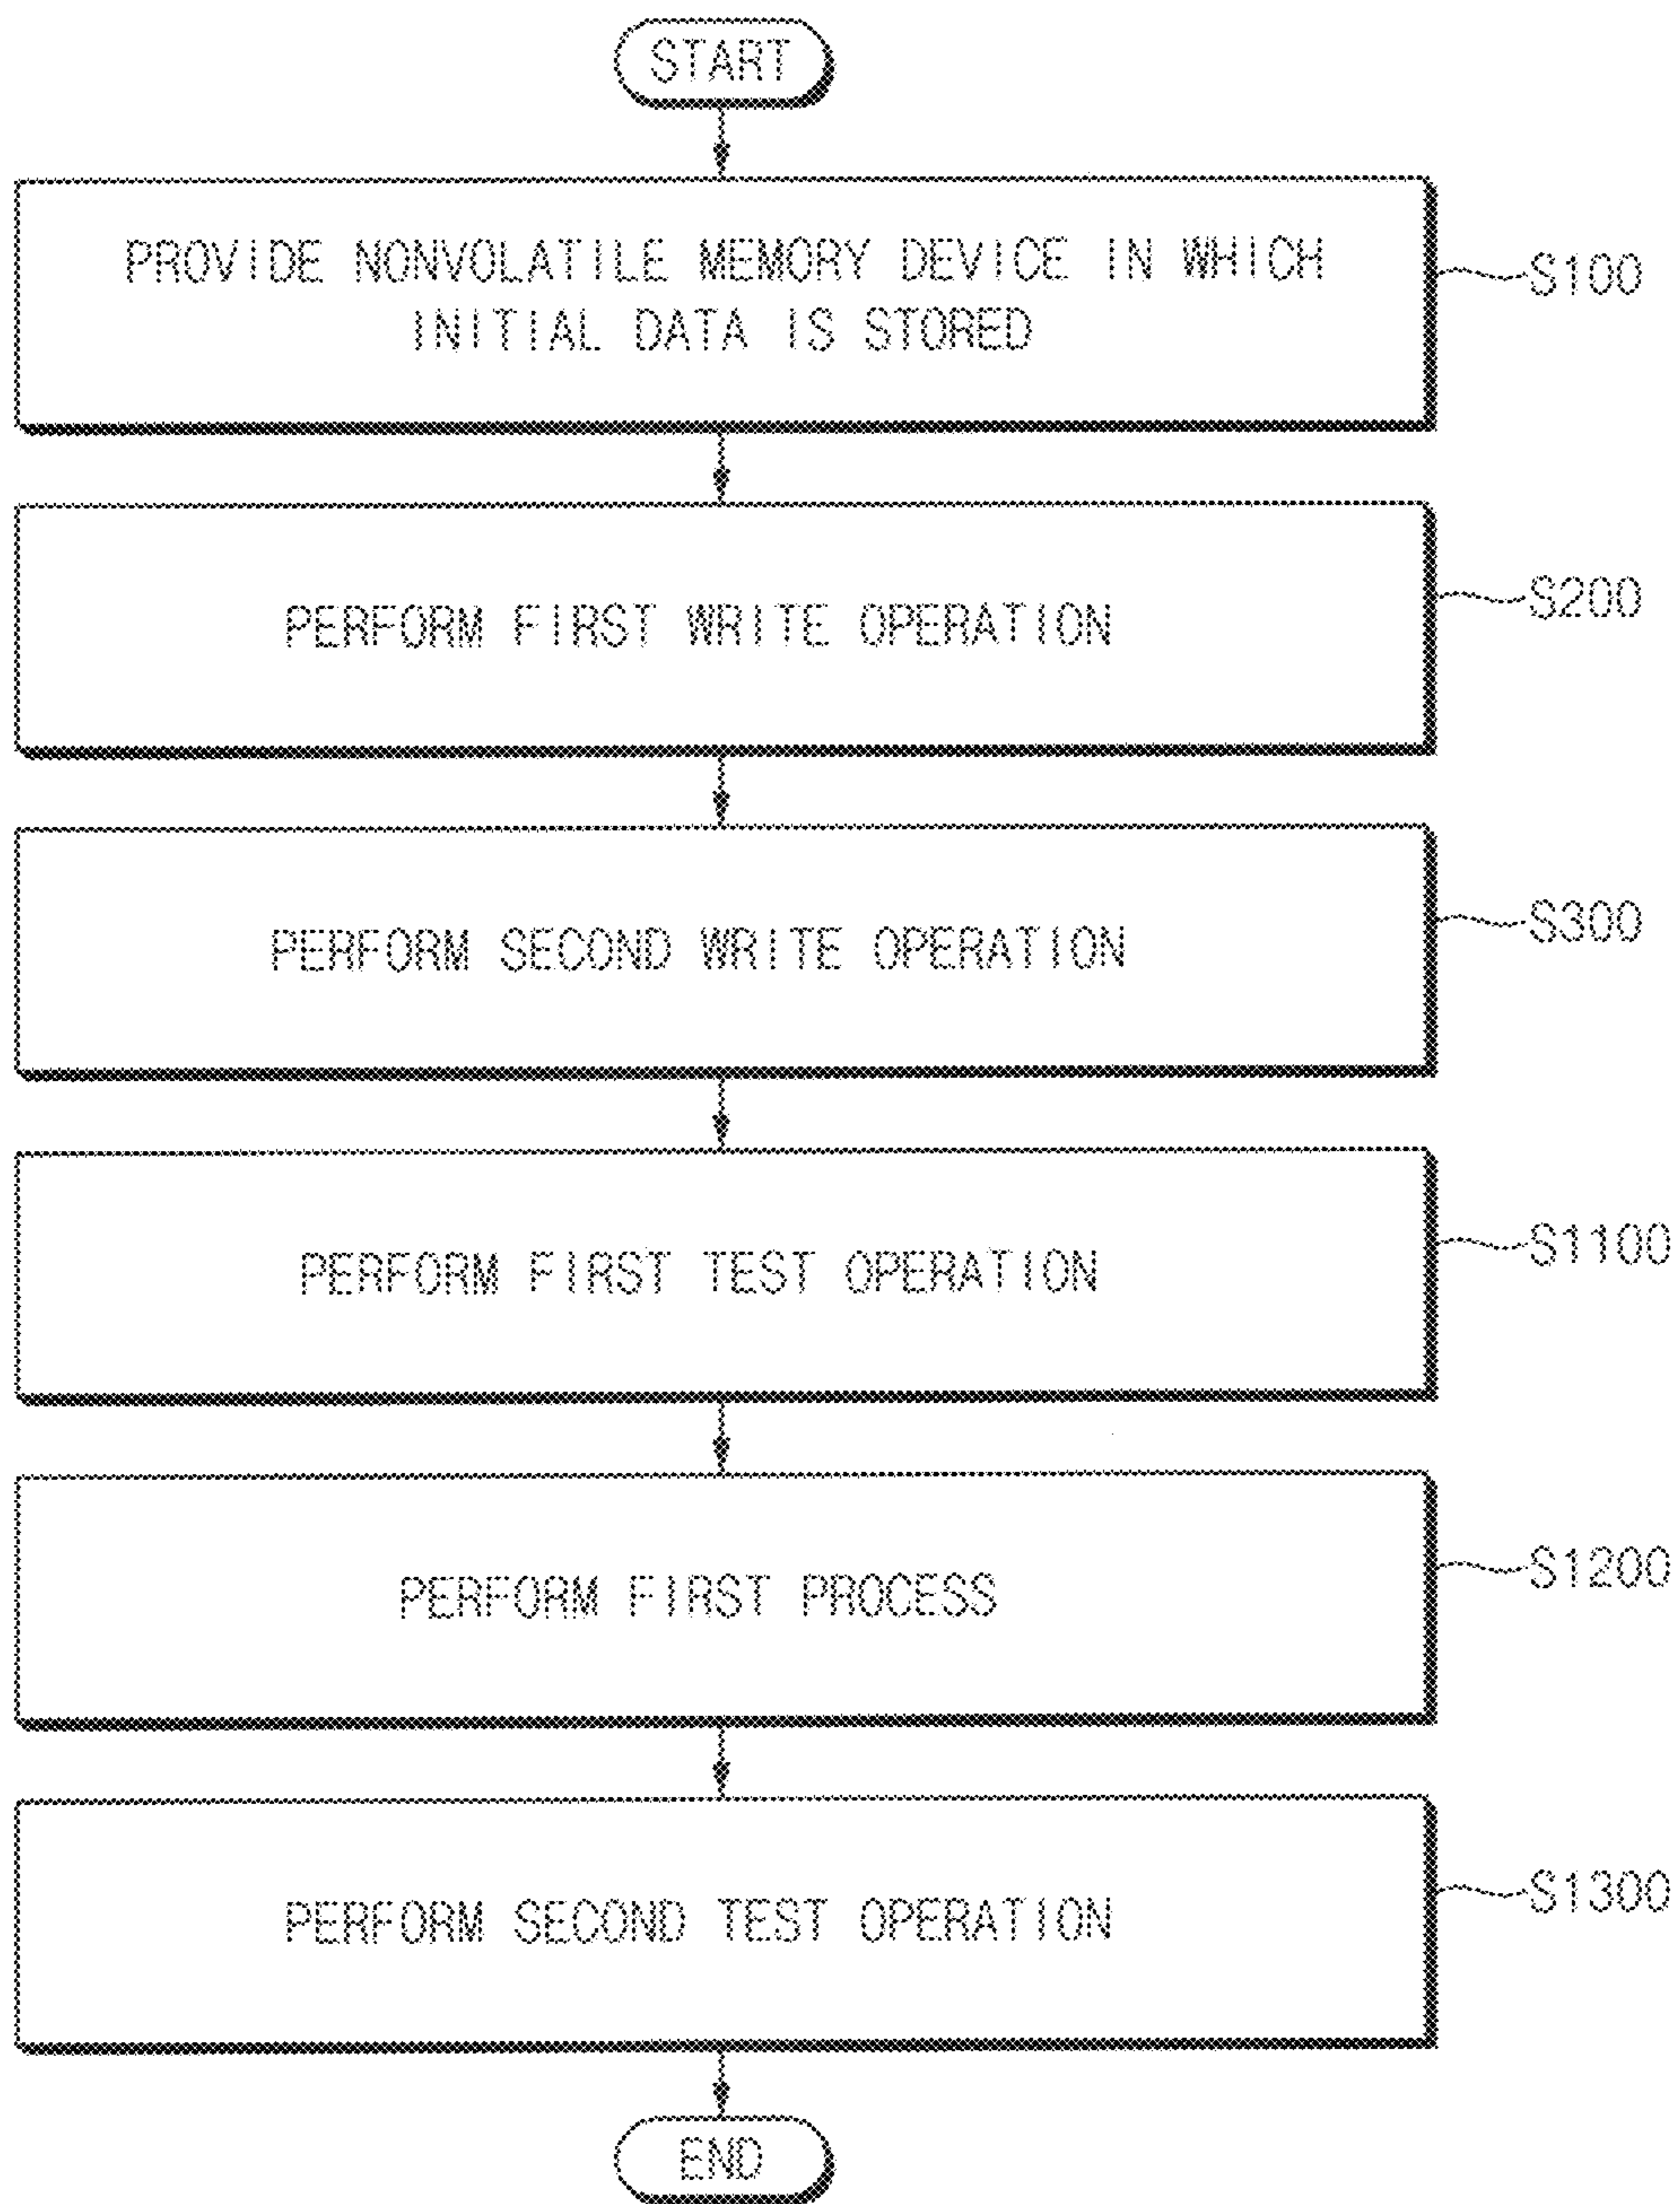 START
PROVIDE NONVOLATILE MEMORY DEVICE IN WHICH
INITIAL DATA IS STORED
S100
PERFORM FIRST WRITE OPERATION
S200
PERFORM SECOND WRITE OPERATION
S300
PERFORM FIRST TEST OPERATION
S1100
PERFORM FIRST PROCESS
S1200
PERFORM SECOND TEST OPERATION
S1300
END